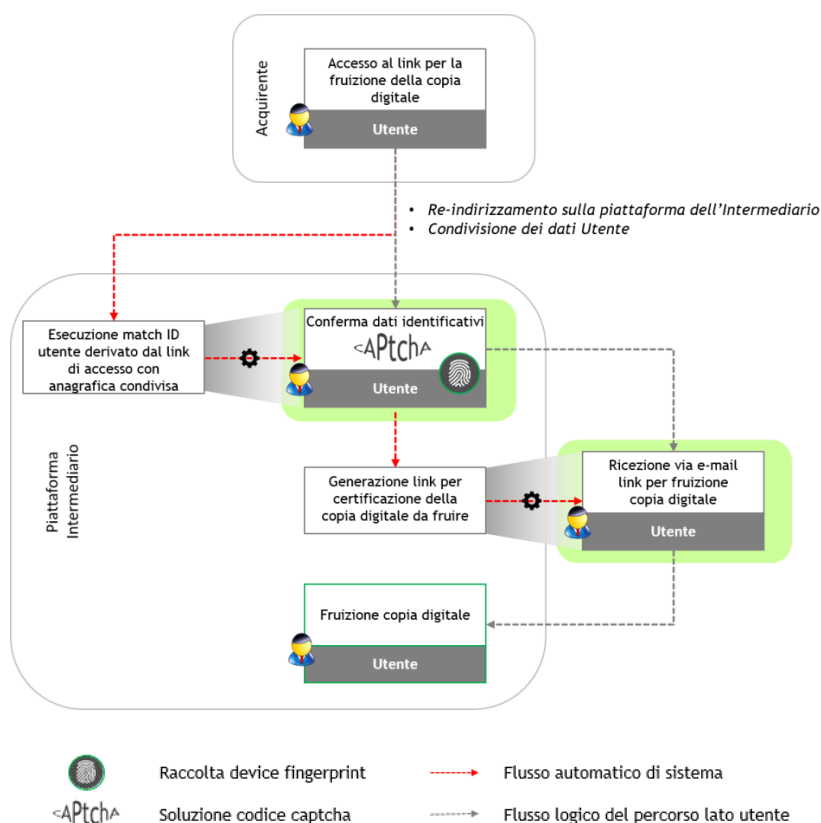 Acquirente
Accesso al link per la
fruizione della copia
digitale
Utente
• Re-indirizzamento sulla piattaforma dell’Intermediario
• Condivisione dei dati Utente
Esecuzione match ID
utente derivato dal link
di accesso con
anagrafica condivisa
Conferma dati identificativi
<APtchA
Utente
Piattaforma
Intermediario
Generazione link per
certificazione della
copia digitale da fruire
Ricezione via e-mail
link per fruizione
copia digitale
Utente
Fruizione copia digitale
Utente
Raccolta device fingerprint
Flusso automatico di sistema
<APtchA
Soluzione codice captcha
Flusso logico del percorso lato utente